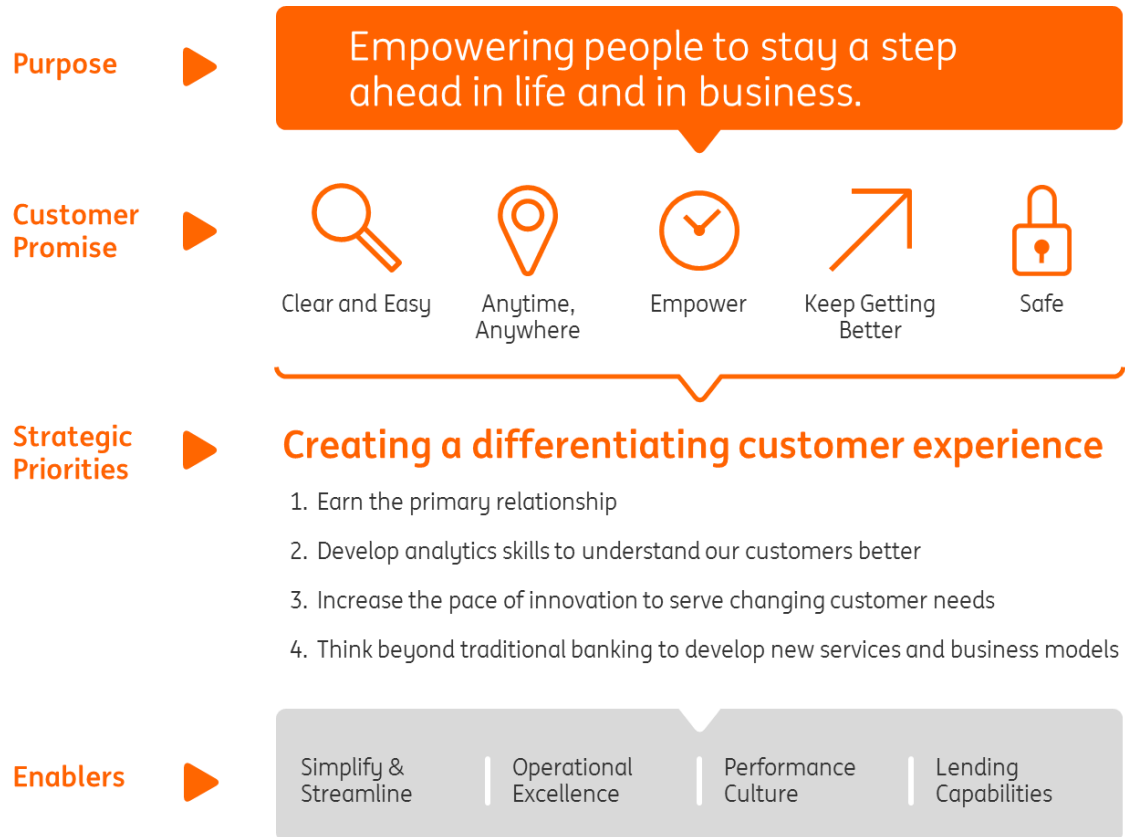 Purpose
Empowering people to stay a step
ahead in life and in business.
Customer
Promise
Clear and Easy
Anytime,
Anywhere
Empower
Keep Getting
Better
Safe
Strategic
Priorities
Creating a differentiating customer experience
1. Earn the primary relationship
2. Develop analytics skills to understand our customers better
3. Increase the pace of innovation to serve changing customer needs
4. Think beyond traditional banking to develop new services and business models
Enablers
Simplify &
Streamline
Operational
Excellence
Performance
Culture
Lending
Capabilities